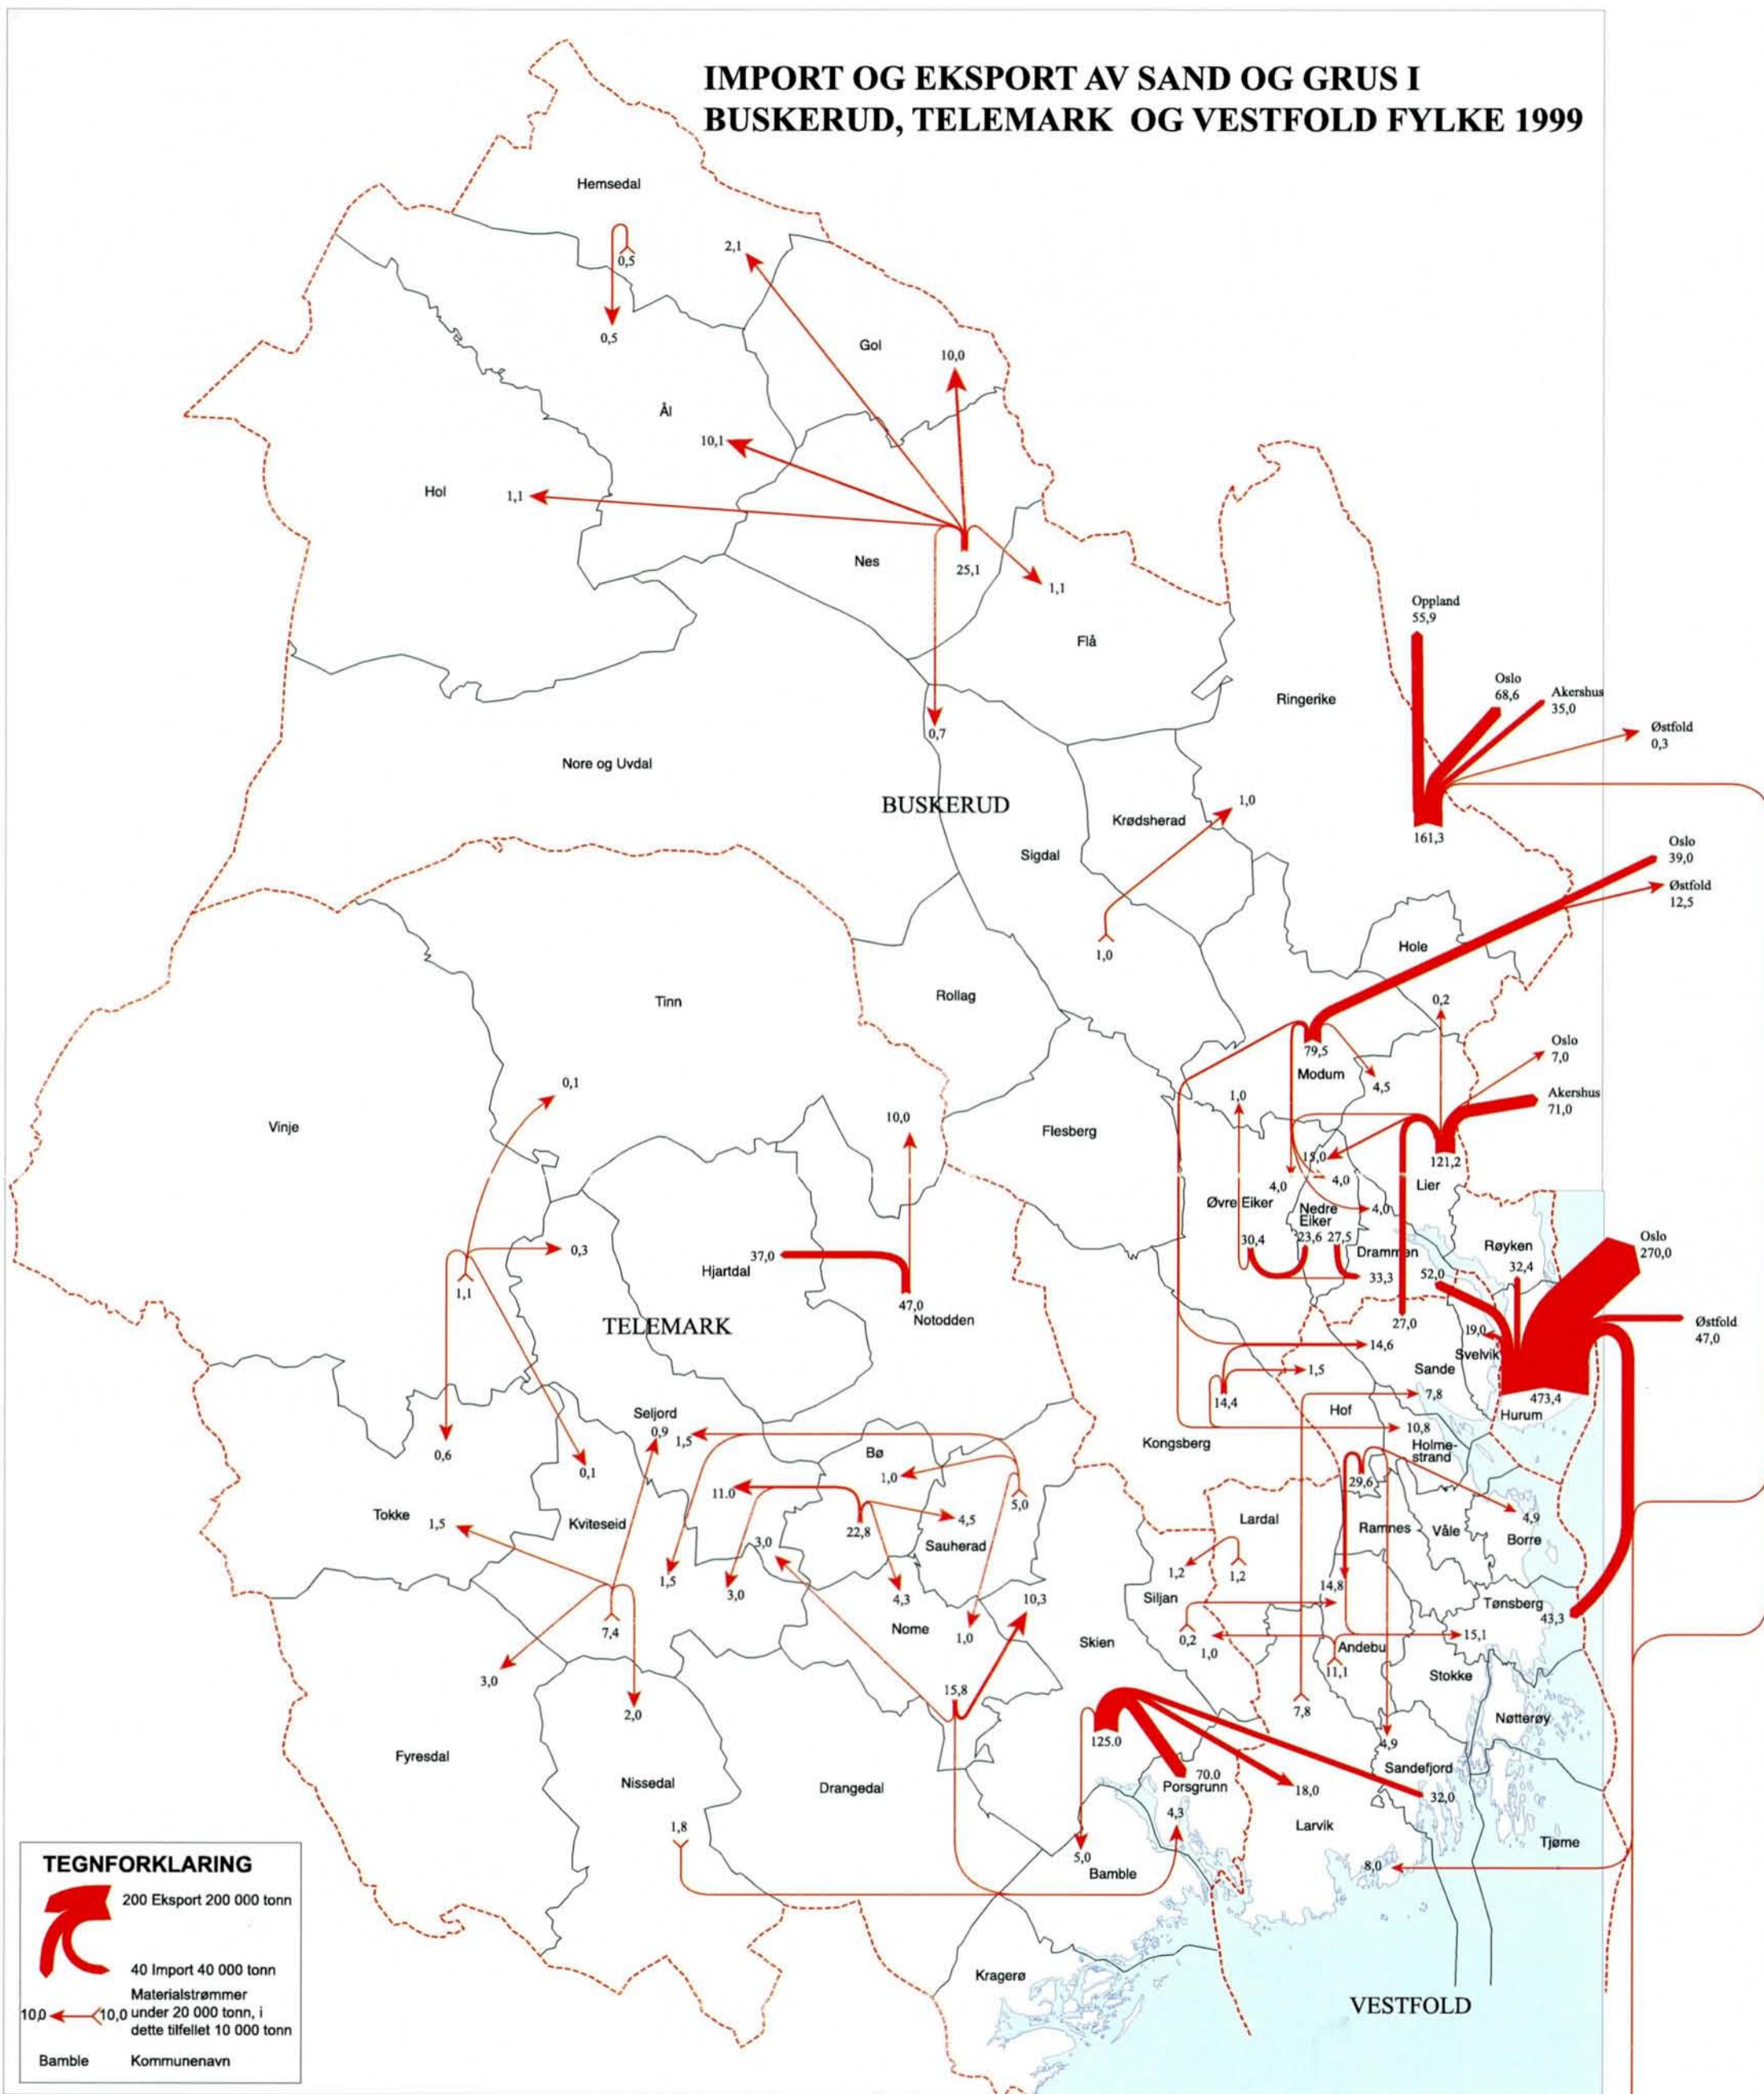 IMPORT OG EKSPORT AV SAND OG GRUS I
BUSKERUD, TELEMARK OG VESTFOLD FYLKE 1999
Hemsedal
0,5
2,1
0,5
Gol
10,0
Ål
10,1
Hol
1,1
Nes
25,1
1,1
Flå
Oppland
55,9
Oslo
68,6
Akershus
35,0
Ringerike
Østfold
0,3
0,7
Nore og Uvdal
BUSKERUD
1,0
Krødsherad
161,3
Sigdal
Oslo
39,0
Østfold
12,5
1,0
Hole
Rollag
Tinn
0,2
79,5
Oslo
7,0
Modum
4,5
0,1
1,0
Akershus
71,0
10,0
Vinje
Flesberg
15,0
121,2
4,0
4,0
Lier
Øvre Eiker
Nedre
Eiker
4,0
30,4
23,6
27,5
Drammen
Røyken
32,4
Oslo
270,0
0,3
37,0
Hjartdal
33,3
52,0
1,1
47,0
Notodden
27,0
TELEMARK
19,0
Svelvik
Østfold
47,0
14,6
Sande
1,5
14,4
7,8
473,4
Hurum
Hof
Seljord
0,9
1,5
10,8
Holme-
strand
Kongsberg
0,6
0,1
Bø
1,0
29,6
11.0
5,0
Tokke
1,5
Kviteseid
22,8
4,5
Sauherad
Lardal
Ramnes
Våle
4,9
Borre
3,0
1,5
3,0
4,3
1,2
1,2
14,8
Siljan
10,3
Tønsberg
43,3
7,4
Nome
1,0
Skien
0,2
1,0
15,1
Andebu
11,1
Stokke
3,0
15,8
2,0
7,8
Nøtterøy
125.0
4,9
Fyresdal
Nissedal
Drangedal
70.0
Porsgrunn
18,0
Sandefjord
32,0
4,3
Larvik
1,8
Tjøme
5,0
Bamble
8,0
Kragerø
VESTFOLD
TEGNFORKLARING
200 Eksport 200 000 tonn
40 Import 40 000 tonn
Materialstrømmer
10,0 10,0 under 20 000 tonn, i
dette tilfellet 10 000 tonn
Bamble Kommunenavn